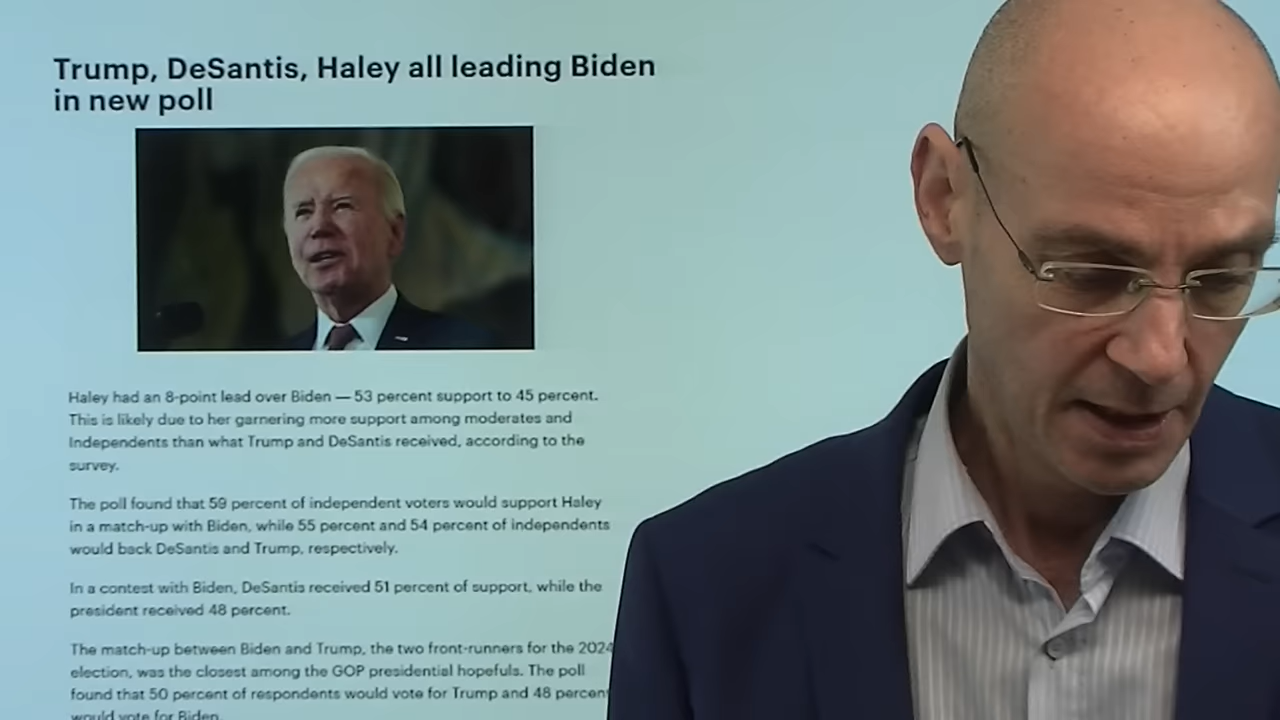 Trump, DeSantis, Haley all leading Biden
in new poll
Haley had an 8-point lead over Biden — 53 percent support to 45 percent.
This is likely due to her garnering more support among moderates and
Independents than what Trump and DeSantis received, according to the
survey.
The poll found that 59 percent of independent voters would support Haley
in a match-up with Biden, while 55 percent and 54 percent of independents
would back DeSantis and Trump, respectively.
In a contest with Biden, DeSantis received 51 percent of support, while the
president received 48 percent.
The match-up between Biden and Trump, the two front-runners for the 2024
election, was the closest among the GOP presidential hopefuls. The poll
found that 50 percent of respondents would vote for Trump and 48 percent
would vote for Biden.